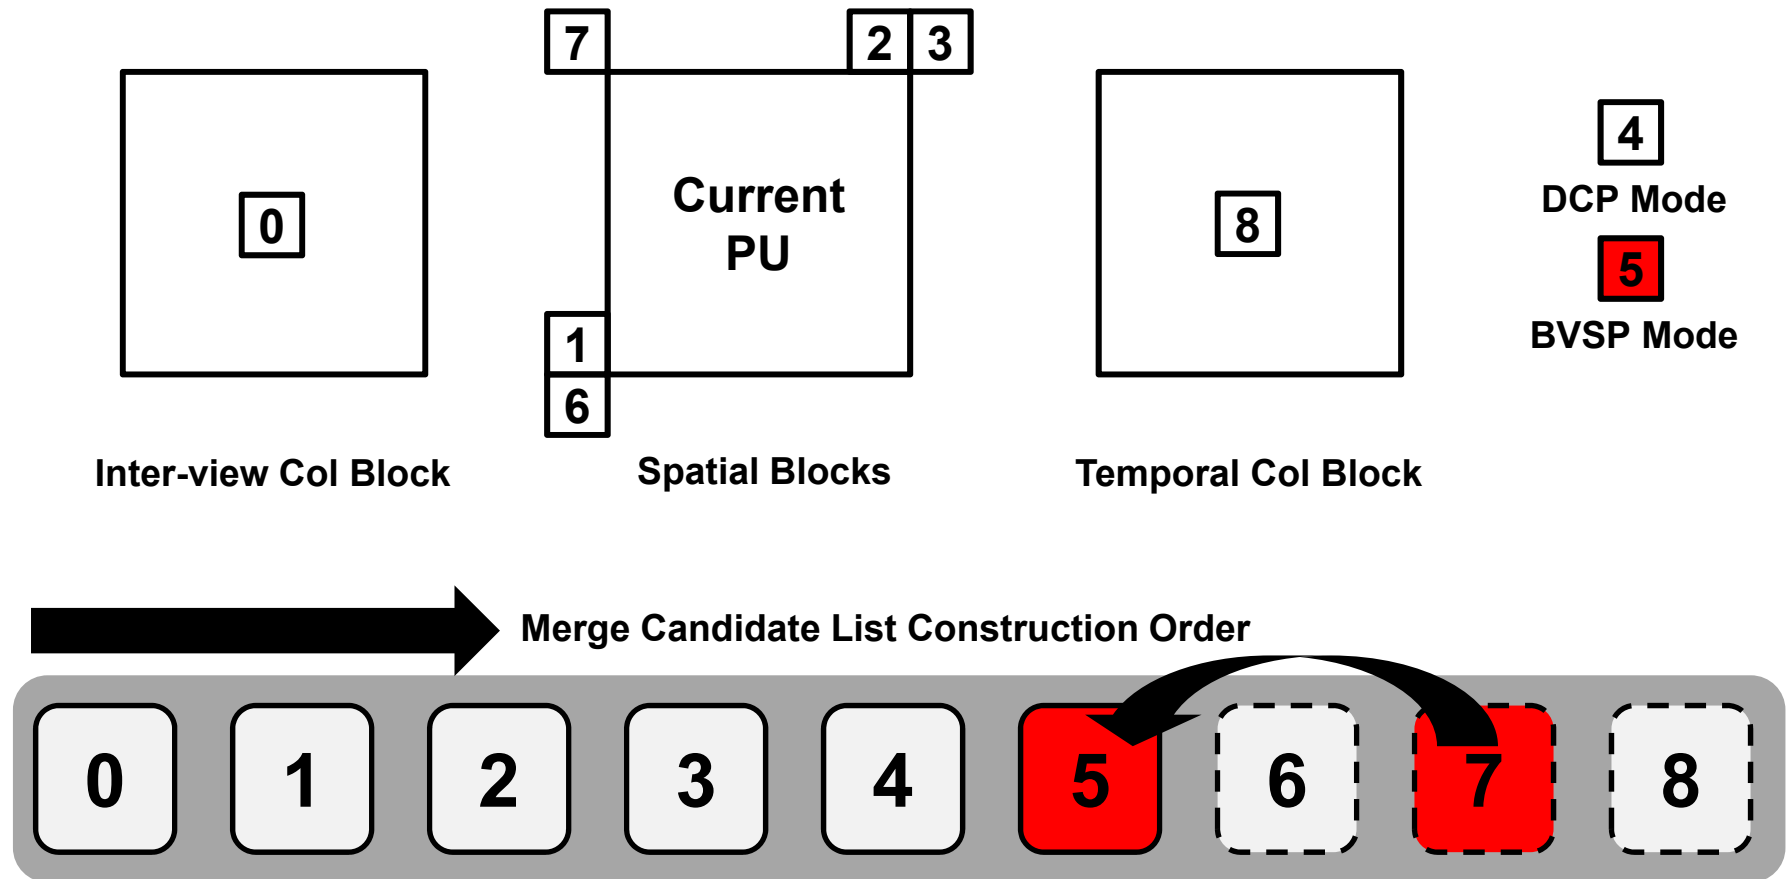 7
2 3
4
DCP Mode
0
Current
PU
8
5
BVSP Mode
1
6
Inter-view Col Block
Spatial Blocks
Temporal Col Block
Merge Candidate List Construction Order
0 1 2 3 4 5 6 7 8